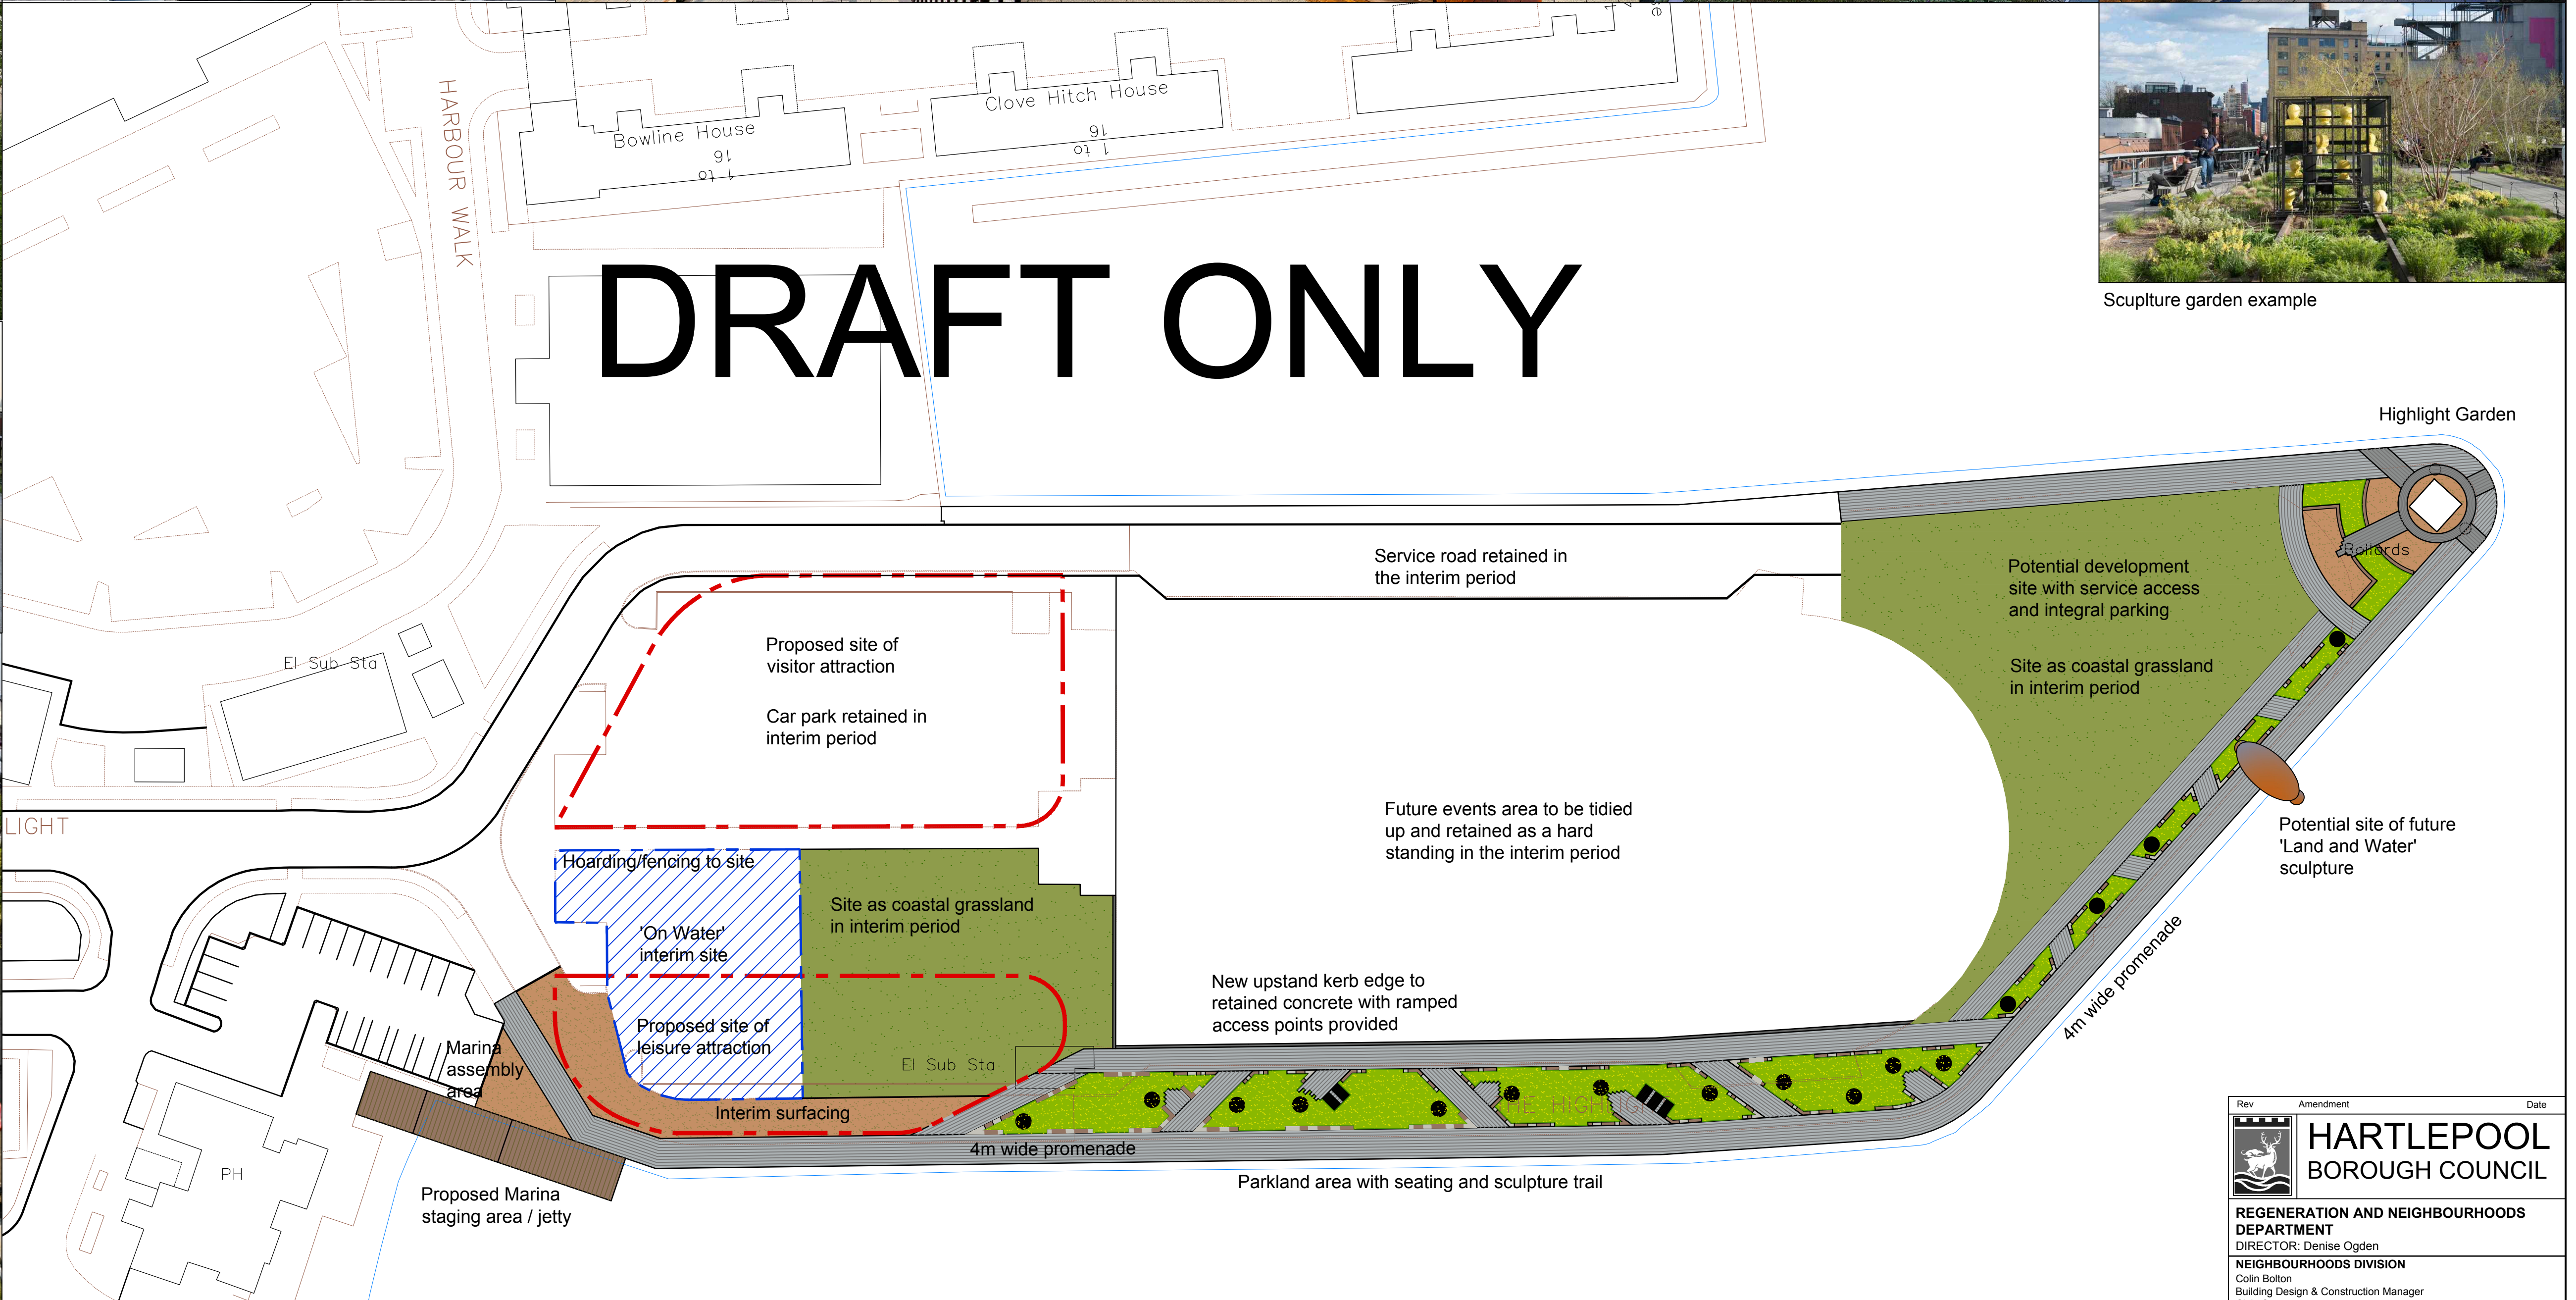 HARBOUR WALK
Bowline House
1 to
16
Clove Hitch House
1 to
16
Scuplture garden example
DRAFT ONLY
Highlight Garden
Service road retained in
the interim period
Bollards
Potential development
site with service access
and integral parking
Site as coastal grassland
in interim period
Proposed site of
visitor attraction
Car park retained in
interim period
El Sub Sta
LIGHT
Future events area to be tidied
up and retained as a hard
standing in the interim period
Potential site of future
'Land and Water'
sculpture
Hoarding/fencing to site
'On Water'
interim site
Site as coastal grassland
in interim period
4m wide promenade
New upstand kerb edge to
retained concrete with ramped
access points provided
Proposed site of
leisure attraction
Marina
assembly
area
El Sub Sta
Interim surfacing
THE HIGHLIGHT
4m wide promenade
Parkland area with seating and sculpture trail
PH
Proposed Marina
staging area / jetty
Rev Amendment Date
HARTLEPOOL
BOROUGH COUNCIL
REGENERATION AND NEIGHBOURHOODS
DEPARTMENT
DIRECTOR: Denise Ogden
NEIGHBOURHOODS DIVISION
Colin Bolton
Building Design & Construction Manager